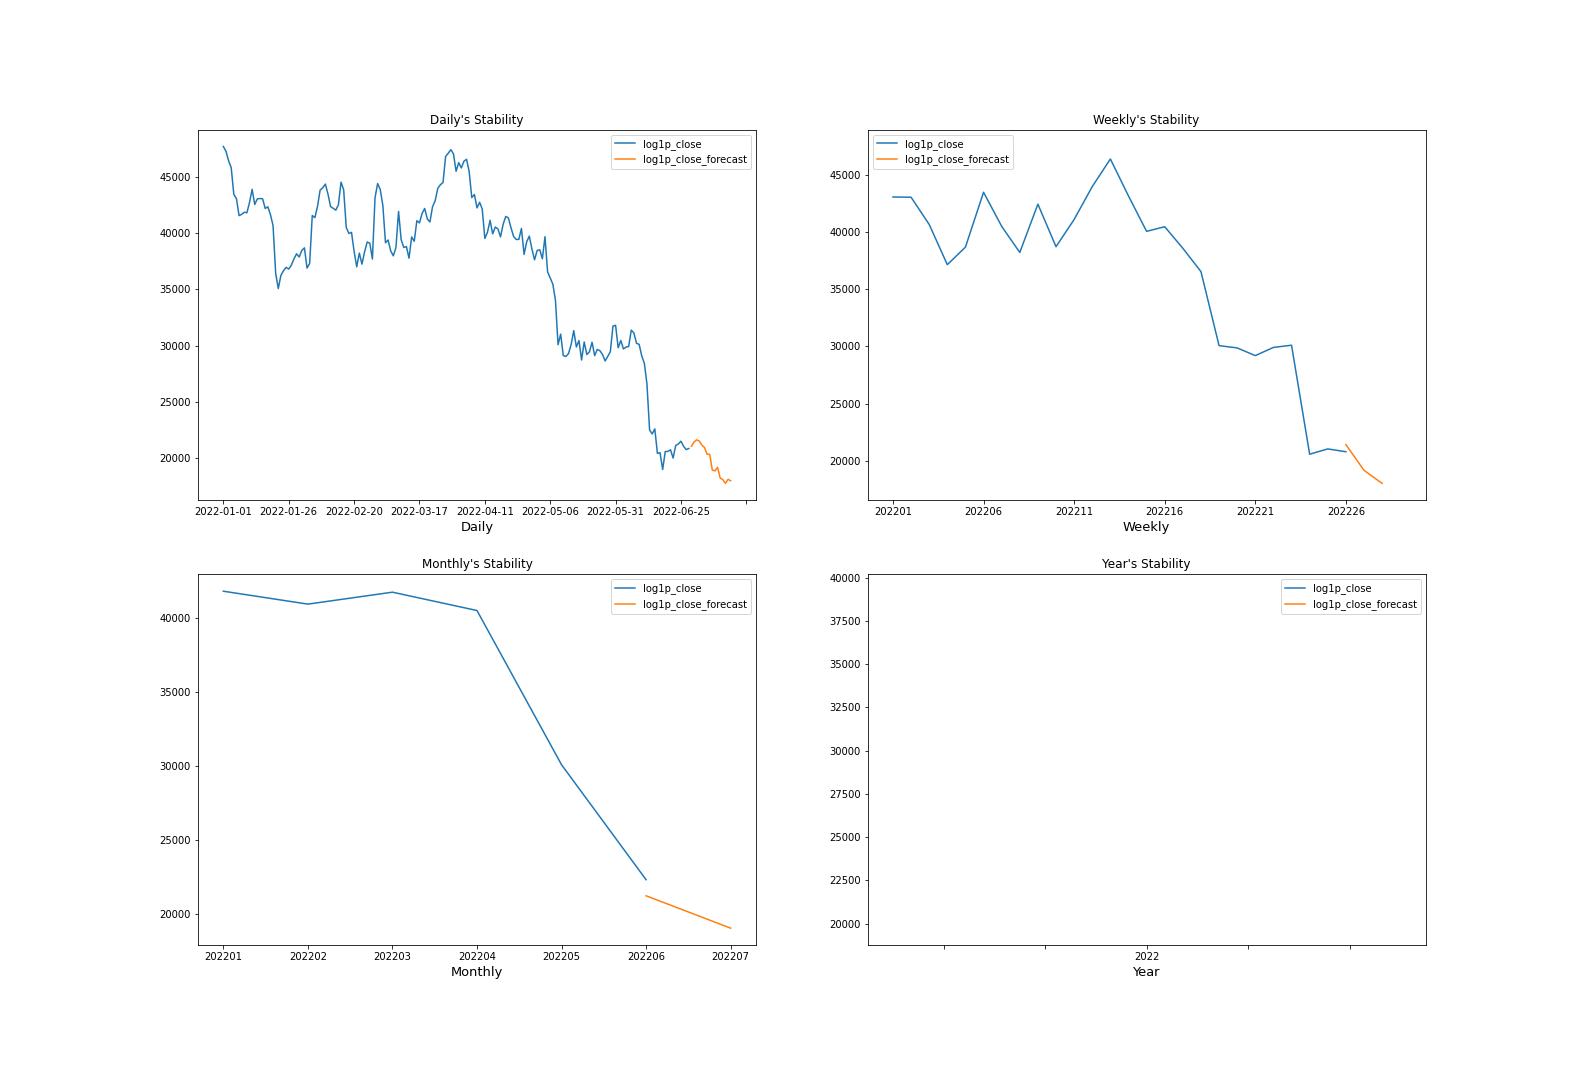 Daily's Stability
log1p_close
log1p_close_forecast
45000
40000
35000
30000
25000
20000
2022-01-01 2022-01-26 2022-02-20 2022-03-17 2022-04-11 2022-05-06 2022-05-31 2022-06-25
Daily
Weekly's Stability
log1p_close
log1p_close_forecast
45000
40000
35000
30000
25000
20000
202201 202206 202211 202216 202221 202226
Weekly
Monthly's Stability
log1p_close
log1p_close_forecast
40000
35000
30000
25000
20000
202201 202202 202203 202204 202205 202206 202207
Monthly
Year's Stability
log1p_close
log1p_close_forecast
40000
37500
35000
32500
30000
27500
25000
22500
20000
2022
Year